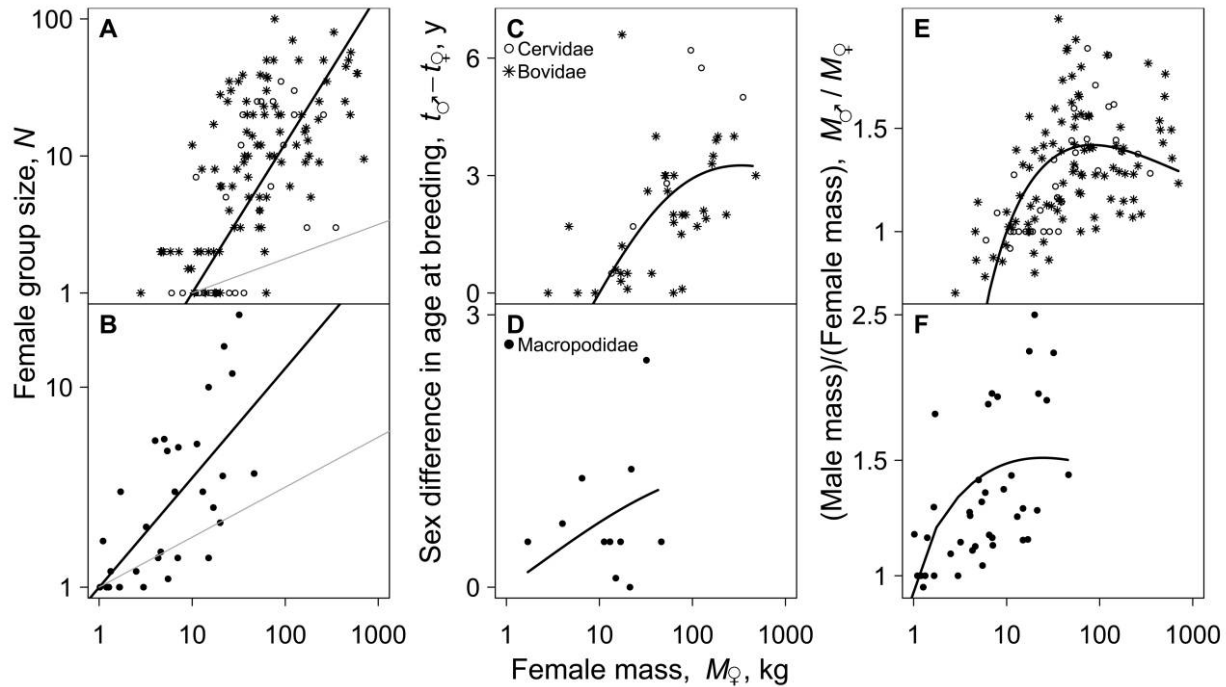 Female group size, N
A
100
10
1
B
10
1
1 10 100 1000
Sex difference in age at breeding, t♂−t♀, y
C
Cervidae
Bovidae
6
3
0
D
Macropodidae
3
0
1 10 100 1000
Female mass, M♀, kg
(Male mass)/(Female mass), M♂ / M♀
E
1.5
1
F
2.5
1.5
1
1 10 100 1000